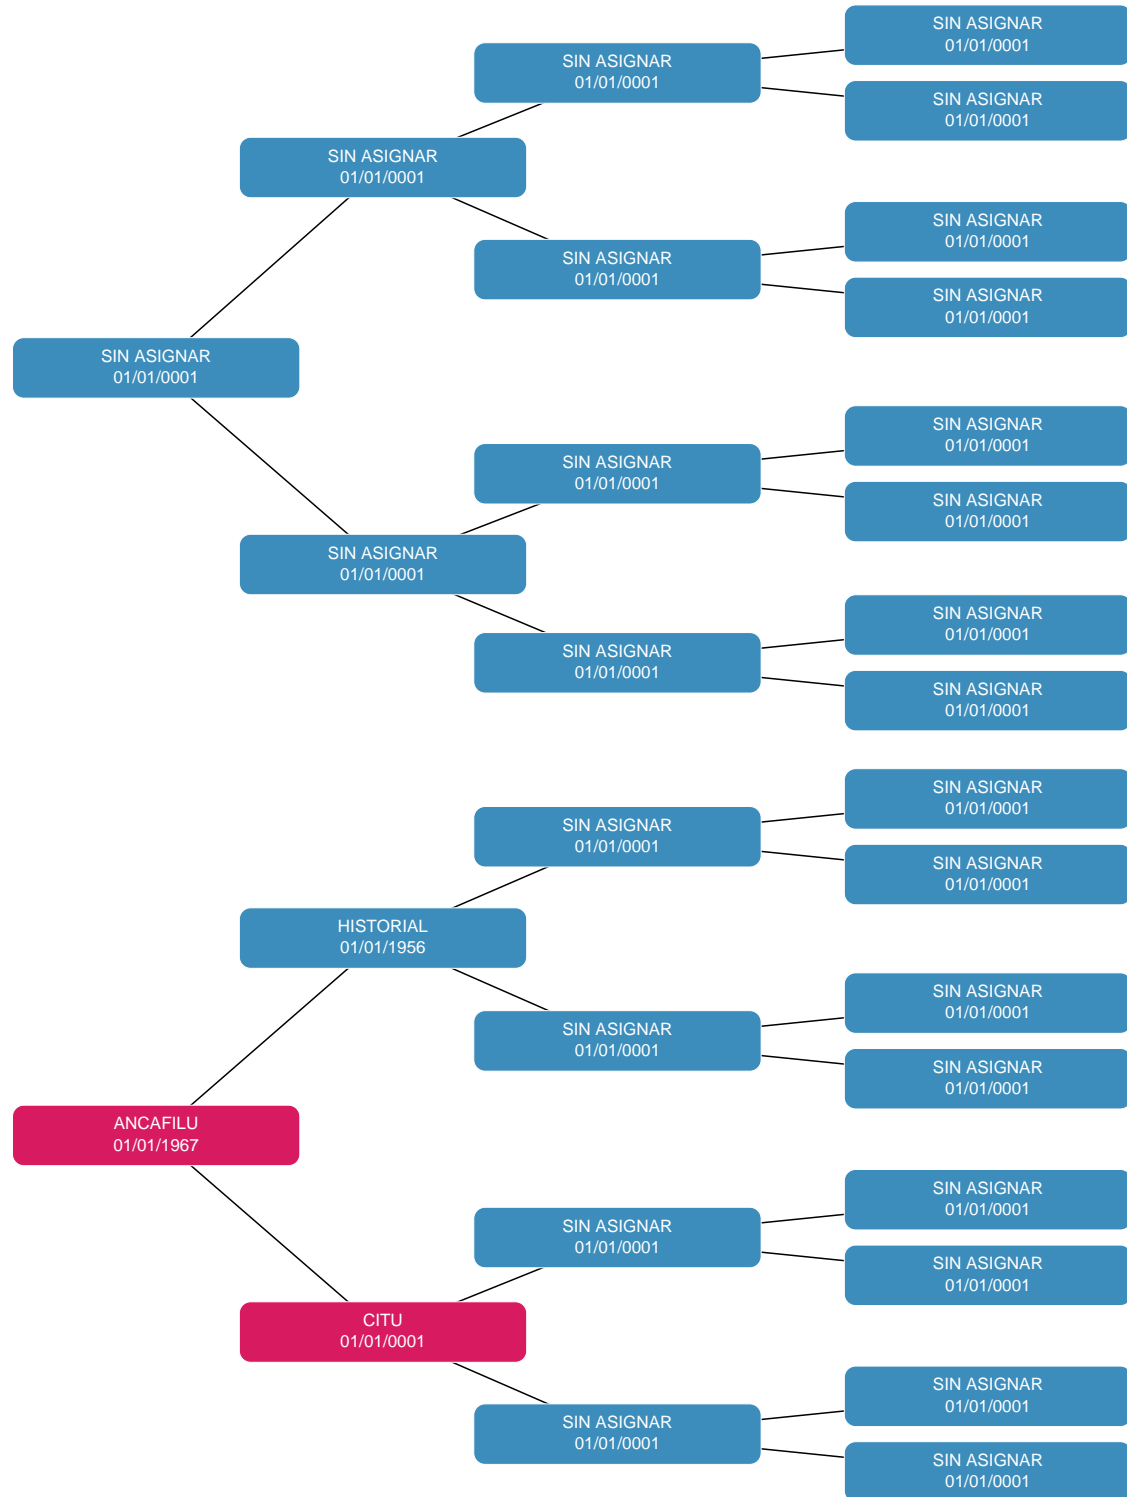 SIN ASIGNAR
01/01/0001
SIN ASIGNAR
01/01/0001
SIN ASIGNAR
01/01/0001
SIN ASIGNAR
01/01/0001
SIN ASIGNAR
01/01/0001
SIN ASIGNAR
01/01/0001
SIN ASIGNAR
01/01/0001
SIN ASIGNAR
01/01/0001
SIN ASIGNAR
01/01/0001
SIN ASIGNAR
01/01/0001
SIN ASIGNAR
01/01/0001
SIN ASIGNAR
01/01/0001
SIN ASIGNAR
01/01/0001
SIN ASIGNAR
01/01/0001
SIN ASIGNAR
01/01/0001
SIN ASIGNAR
01/01/0001
SIN ASIGNAR
01/01/0001
SIN ASIGNAR
01/01/0001
HISTORIAL
01/01/1956
SIN ASIGNAR
01/01/0001
SIN ASIGNAR
01/01/0001
SIN ASIGNAR
01/01/0001
ANCAFILU
01/01/1967
SIN ASIGNAR
01/01/0001
SIN ASIGNAR
01/01/0001
SIN ASIGNAR
01/01/0001
CITU
01/01/0001
SIN ASIGNAR
01/01/0001
SIN ASIGNAR
01/01/0001
SIN ASIGNAR
01/01/0001